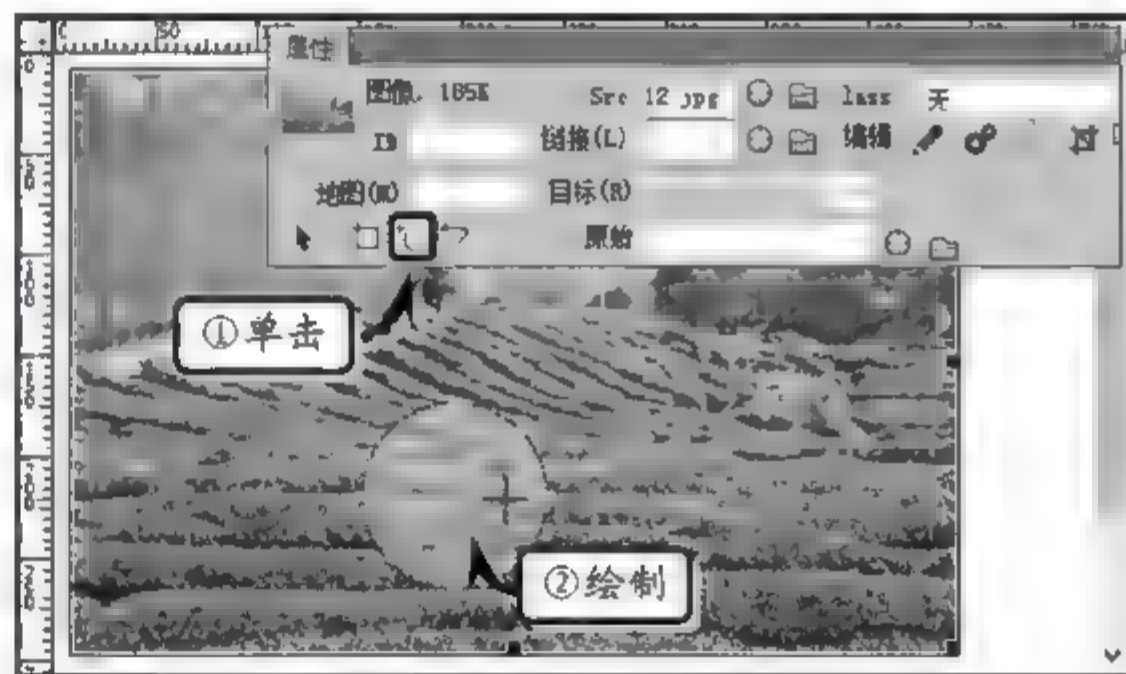 属性
图像, 185K Src 12 jpg lass 无
ID 链接(L) 编辑
地图(M) 目标(R)
原始
①单击
②绘制